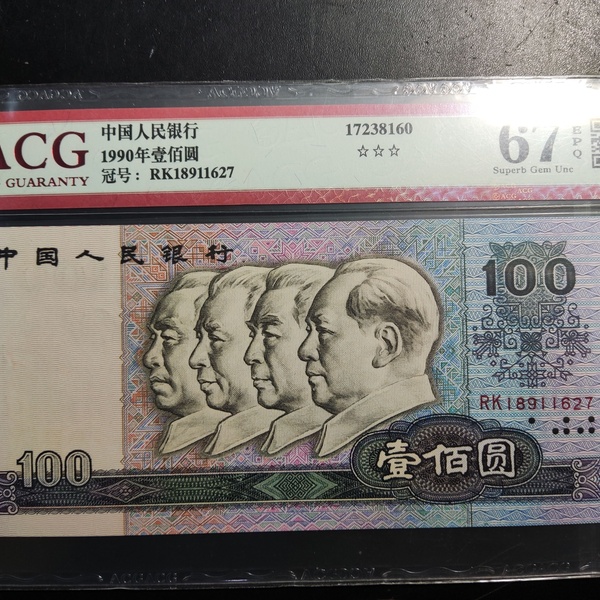 ACG
GUARANTY
中国人民银行
1990年壹佰圆
冠号：RK18911627
17238160
☆☆☆
67
EPQ
Superb Gem Unc
中国人民银行
100
RK18911627
100
壹佰圆